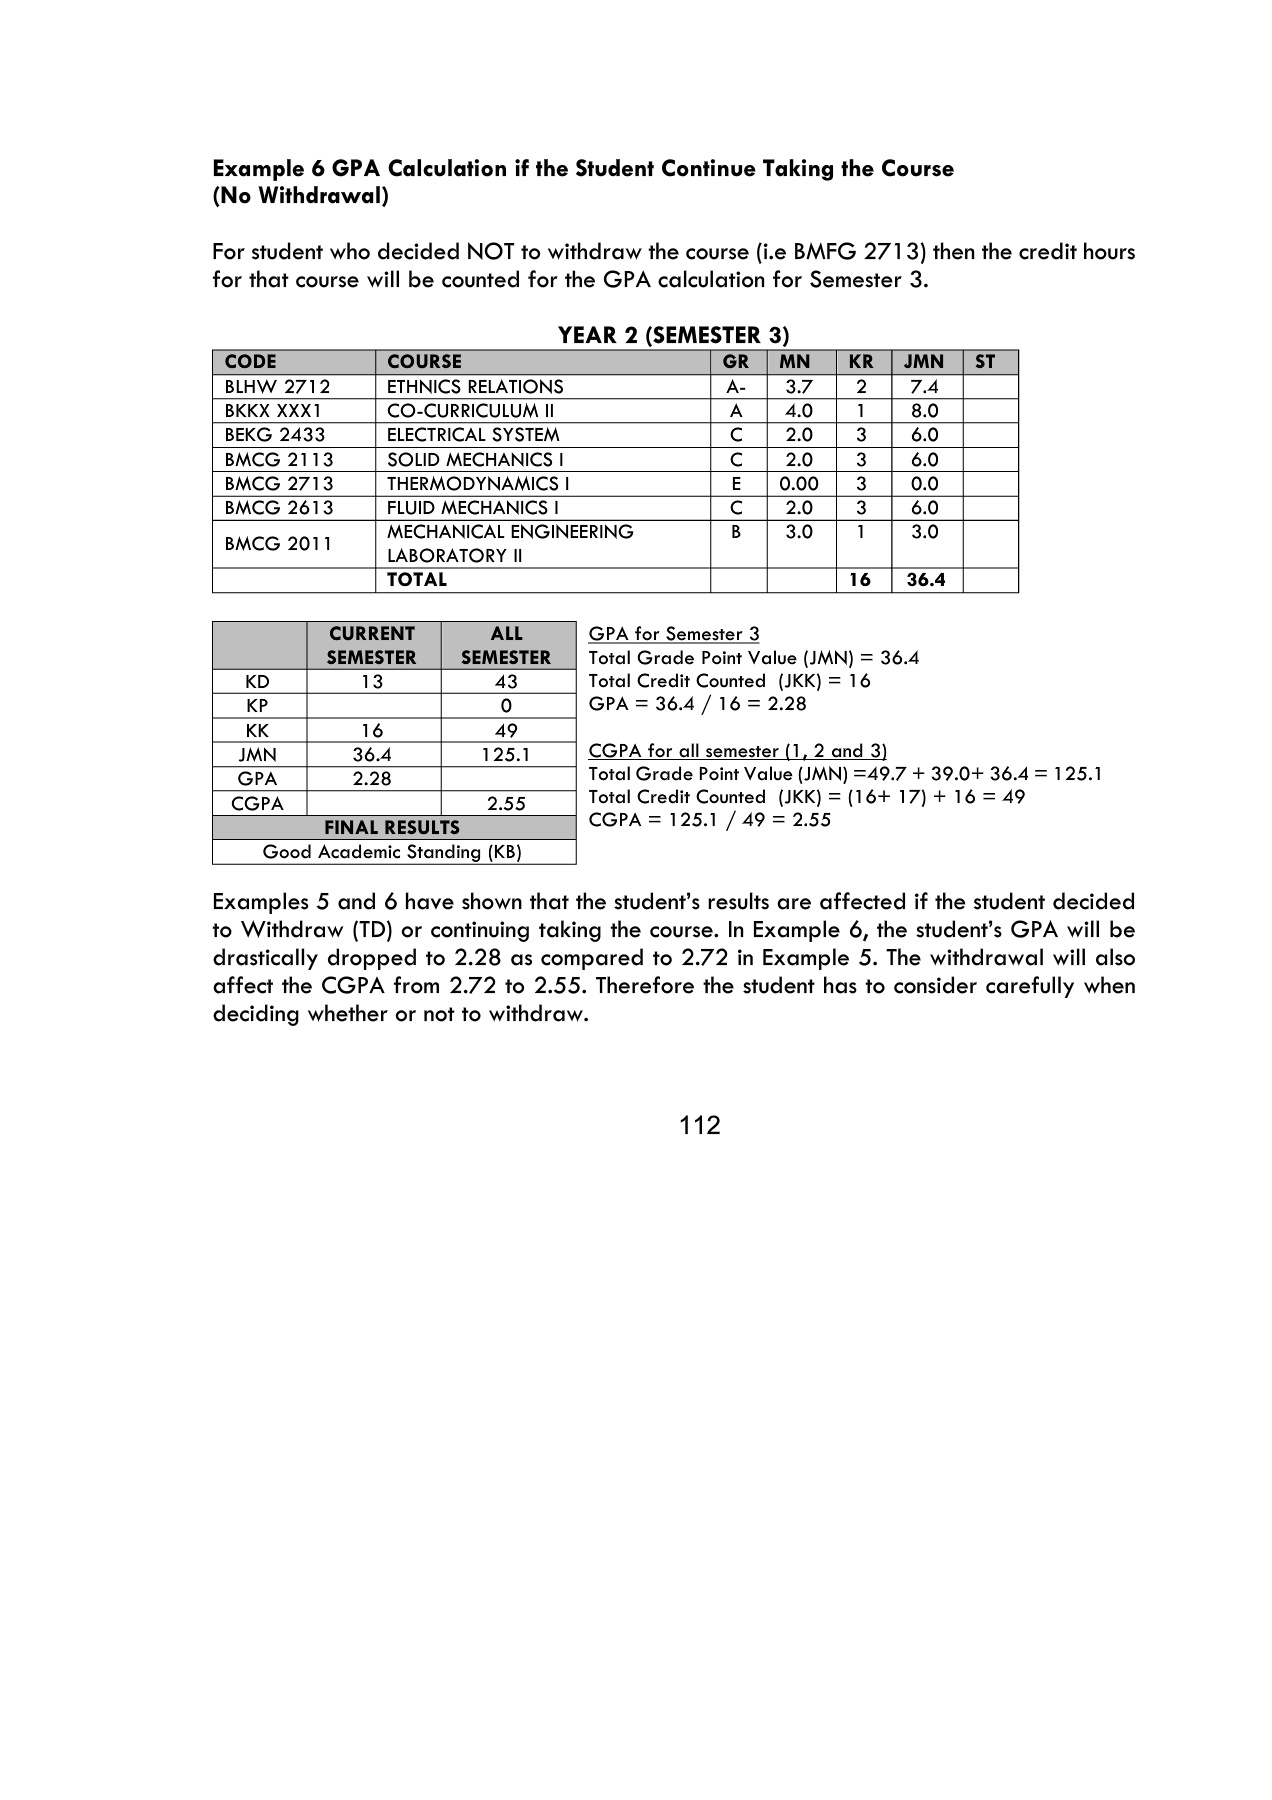 Example 6 GPA Calculation if the Student Continue Taking the Course
(No Withdrawal)
For student who decided NOT to withdraw the course (i.e BMFG 2713) then the credit hours
for that course will be counted for the GPA calculation for Semester 3.
YEAR 2 (SEMESTER 3)
CODE COURSE GR MN KR JMN ST
BLHW 2712 ETHNICS RELATIONS A- 3.7 2 7.4
BKKX XXX1 CO-CURRICULUM II A 4.0 1 8.0
BEKG 2433 ELECTRICAL SYSTEM C 2.0 3 6.0
BMCG 2113 SOLID MECHANICS I C 2.0 3 6.0
BMCG 2713 THERMODYNAMICS I E 0.00 3 0.0
BMCG 2613 FLUID MECHANICS I C 2.0 3 6.0
BMCG 2011 MECHANICAL ENGINEERING B 3.0 1 3.0
LABORATORY II
TOTAL 16 36.4
CURRENT ALL
SEMESTER SEMESTER
KD 13 43
KP 0
KK 16 49
JMN 36.4 125.1
GPA 2.28
CGPA 2.55
FINAL RESULTS
Good Academic Standing (KB)
GPA for Semester 3
Total Grade Point Value (JMN) = 36.4
Total Credit Counted (JKK) = 16
GPA = 36.4 / 16 = 2.28
CGPA for all semester (1, 2 and 3)
Total Grade Point Value (JMN) =49.7 + 39.0+ 36.4 = 125.1
Total Credit Counted (JKK) = (16+ 17) + 16 = 49
CGPA = 125.1 / 49 = 2.55
Examples 5 and 6 have shown that the student’s results are affected if the student decided
to Withdraw (TD) or continuing taking the course. In Example 6, the student’s GPA will be
drastically dropped to 2.28 as compared to 2.72 in Example 5. The withdrawal will also
affect the CGPA from 2.72 to 2.55. Therefore the student has to consider carefully when
deciding whether or not to withdraw.
112